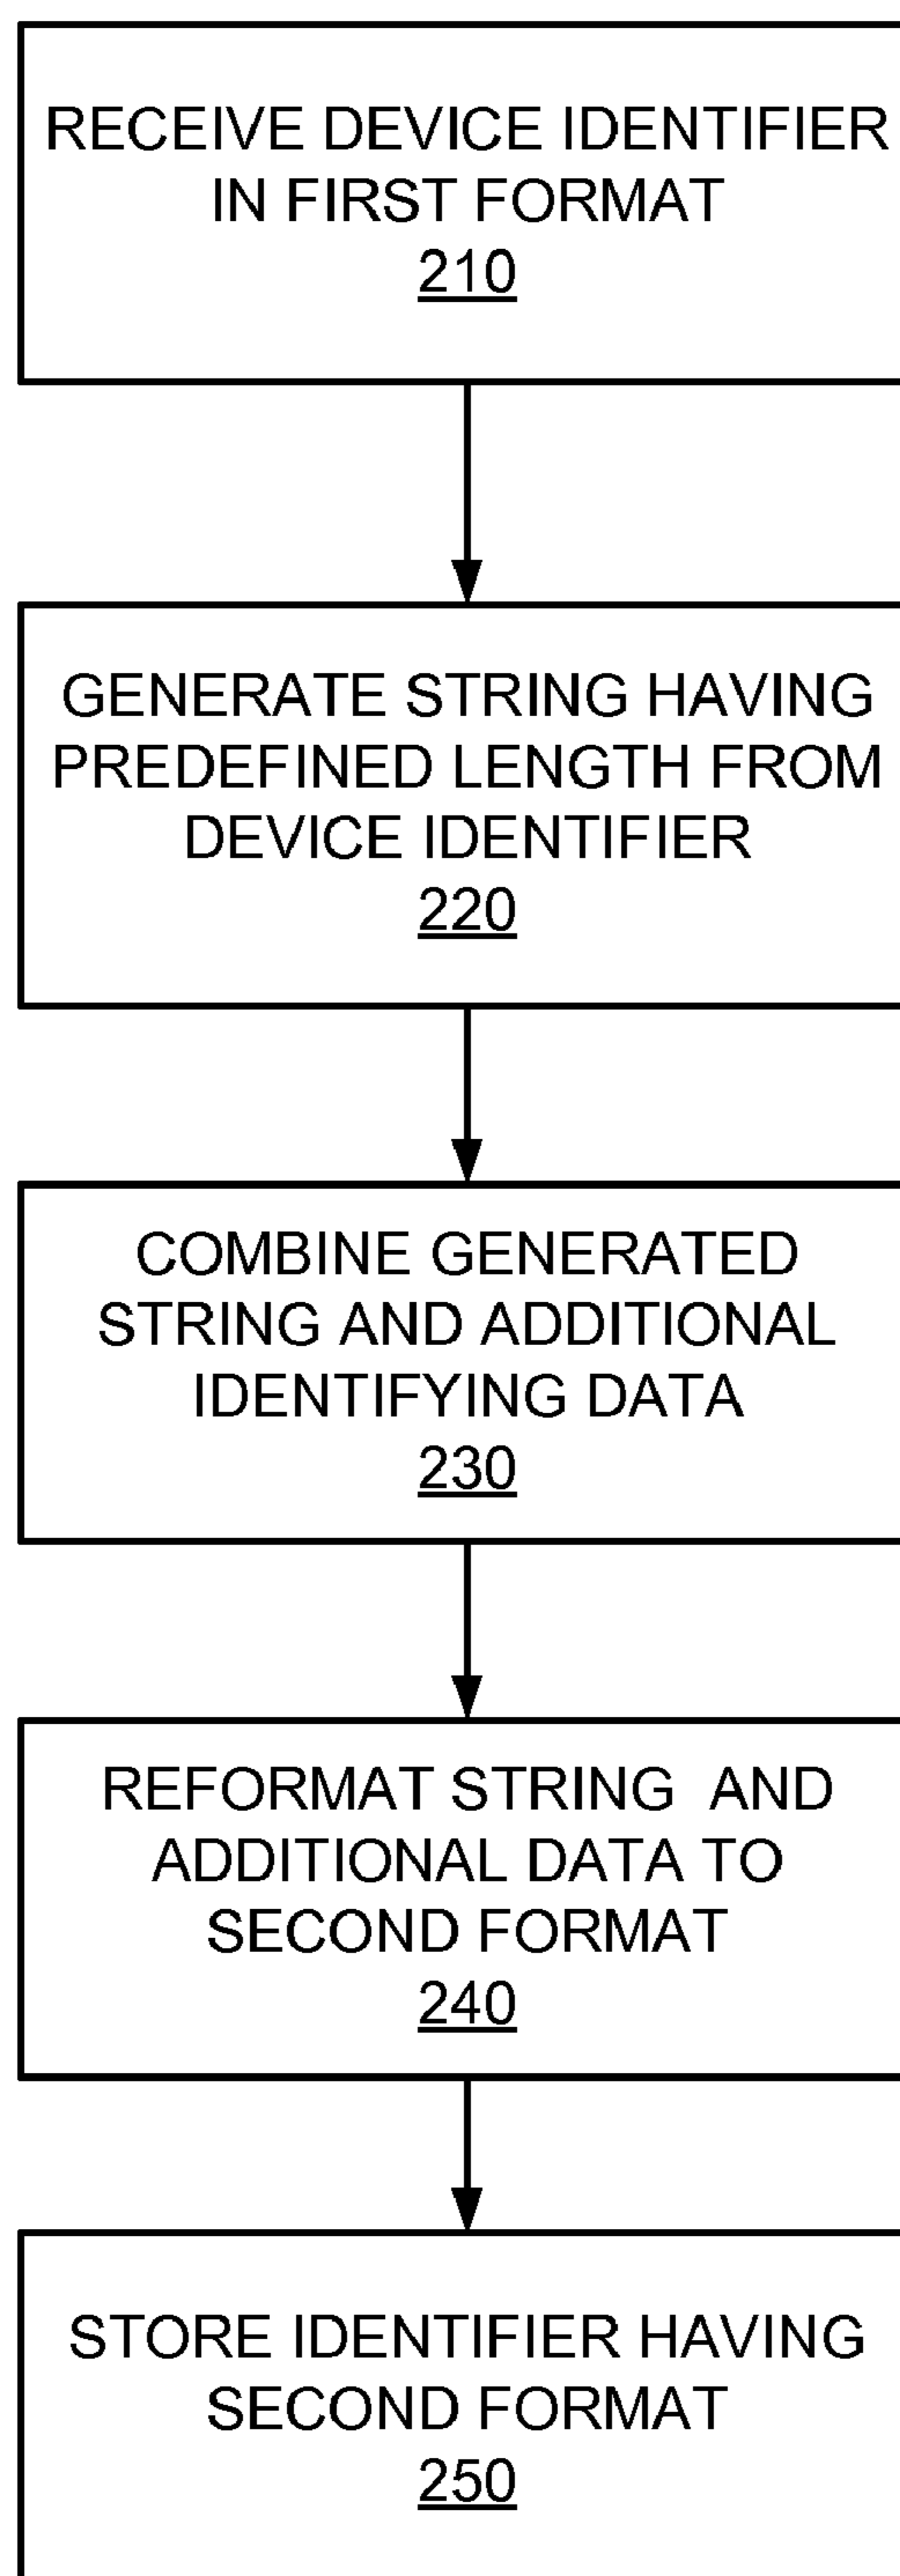 RECEIVE DEVICE IDENTIFIER
IN FIRST FORMAT
210
GENERATE STRING HAVING
PREDEFINED LENGTH FROM
DEVICE IDENTIFIER
220
COMBINE GENERATED
STRING AND ADDITIONAL
IDENTIFYING DATA
230
REFORMAT STRING  AND
ADDITIONAL DATA TO
SECOND FORMAT
240
STORE IDENTIFIER HAVING
SECOND FORMAT
250